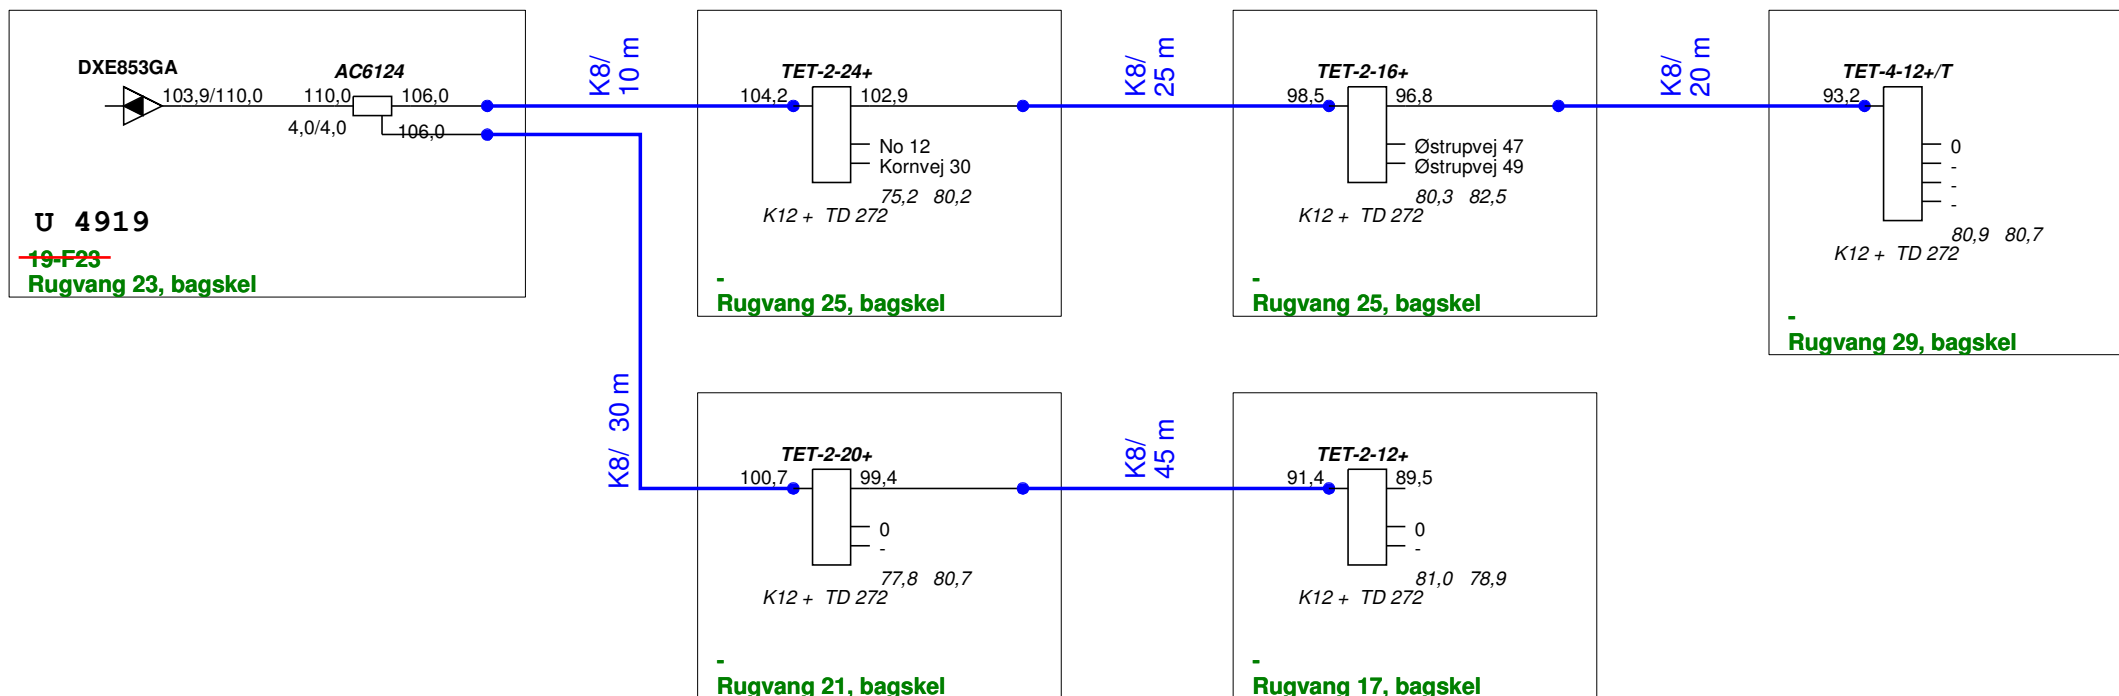 DXE853GA
103,9/110,0
AC6124
110,0
106,0
4,0/4,0
106,0
U 4919
19-F23
Rugvang 23, bagskel
K8/
10 m
TET-2-24+
104,2
102,9
No 12
Kornvej 30
75,2 80,2
K12 + TD 272
-
Rugvang 25, bagskel
K8/
25 m
TET-2-16+
98,5
96,8
Østrupvej 47
Østrupvej 49
80,3 82,5
K12 + TD 272
-
Rugvang 25, bagskel
K8/
20 m
TET-4-12+/T
93,2
0
-
-
-
80,9 80,7
K12 + TD 272
-
Rugvang 29, bagskel
K8/ 30 m
TET-2-20+
100,7
99,4
0
-
77,8 80,7
K12 + TD 272
-
Rugvang 21, bagskel
K8/
45 m
TET-2-12+
91,4
89,5
0
-
81,0 78,9
K12 + TD 272
-
Rugvang 17, bagskel